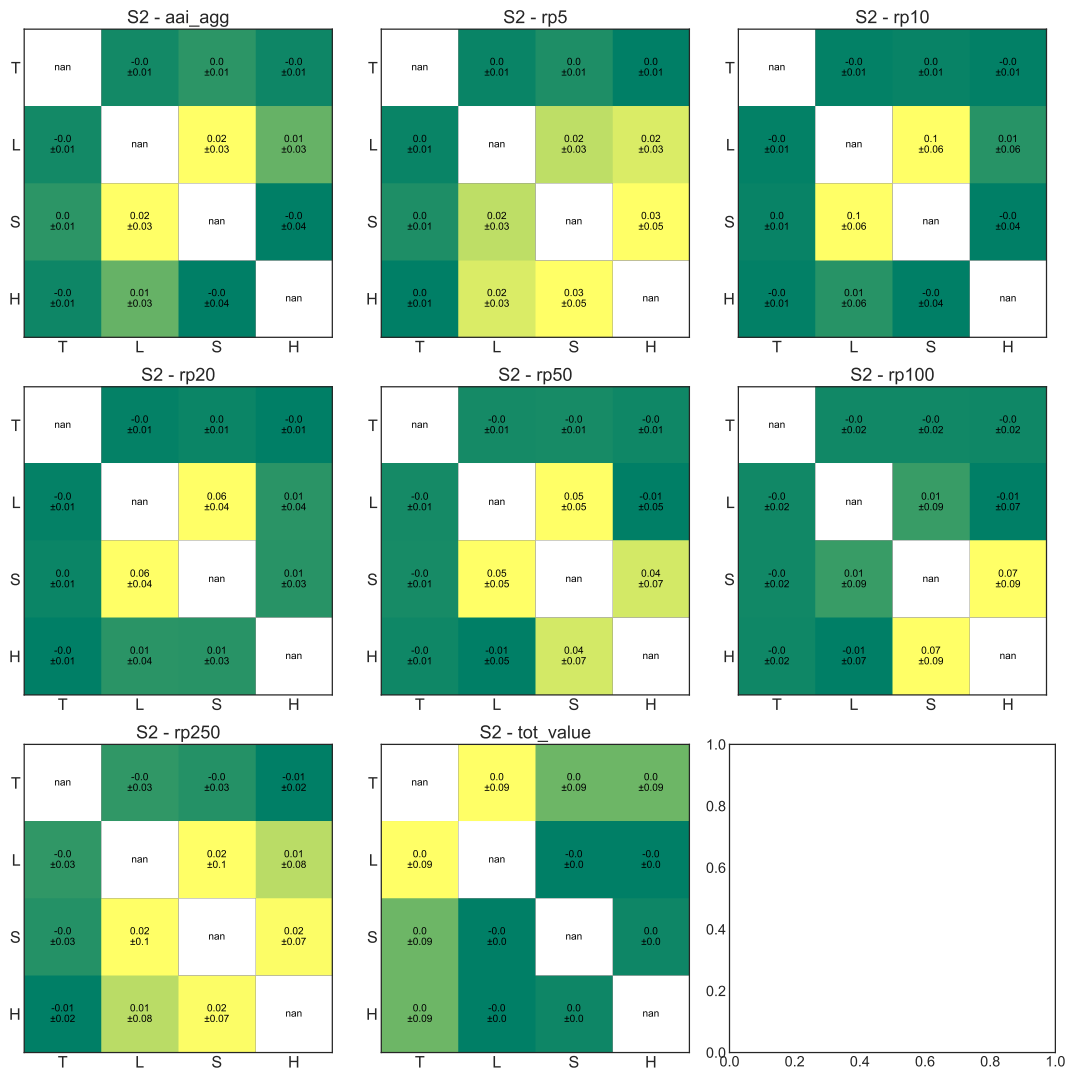 S2 - aai_agg
S2 - rp5
S2 - rp10
T
nan
-0.0
±0.01
0.0
±0.01
-0.0
±0.01
L
-0.0
±0.01
nan
0.02
±0.03
0.01
±0.03
S
0.0
±0.01
0.02
±0.03
nan
-0.0
±0.04
H
-0.0
±0.01
0.01
±0.03
-0.0
±0.04
nan
T
L
S
H
T
nan
0.0
±0.01
0.0
±0.01
0.0
±0.01
L
0.0
±0.01
nan
0.02
±0.03
0.02
±0.03
S
0.0
±0.01
0.02
±0.03
nan
0.03
±0.05
H
0.0
±0.01
0.02
±0.03
0.03
±0.05
nan
T
L
S
H
T
nan
-0.0
±0.01
0.0
±0.01
-0.0
±0.01
L
-0.0
±0.01
nan
0.1
±0.06
0.01
±0.06
S
0.0
±0.01
0.1
±0.06
nan
-0.0
±0.04
H
-0.0
±0.01
0.01
±0.06
-0.0
±0.04
nan
T
L
S
H
S2 - rp20
S2 - rp50
S2 - rp100
T
nan
-0.0
±0.01
0.0
±0.01
-0.0
±0.01
L
-0.0
±0.01
nan
0.06
±0.04
0.01
±0.04
S
0.0
±0.01
0.06
±0.04
nan
0.01
±0.03
H
-0.0
±0.01
0.01
±0.04
0.01
±0.03
nan
T
L
S
H
T
nan
-0.0
±0.01
-0.0
±0.01
-0.0
±0.01
L
-0.0
±0.01
nan
0.05
±0.05
-0.01
±0.05
S
-0.0
±0.01
0.05
±0.05
nan
0.04
±0.07
H
-0.0
±0.01
-0.01
±0.05
0.04
±0.07
nan
T
L
S
H
T
nan
-0.0
±0.02
-0.0
±0.02
-0.0
±0.02
L
-0.0
±0.02
nan
0.01
±0.09
-0.01
±0.07
S
-0.0
±0.02
0.01
±0.09
nan
0.07
±0.09
H
-0.0
±0.02
-0.01
±0.07
0.07
±0.09
nan
T
L
S
H
S2 - rp250
S2 - tot_value
T
nan
-0.0
±0.03
-0.0
±0.03
-0.01
±0.02
L
-0.0
±0.03
nan
0.02
±0.1
0.01
±0.08
S
-0.0
±0.03
0.02
±0.1
nan
0.02
±0.07
H
-0.01
±0.02
0.01
±0.08
0.02
±0.07
nan
T
L
S
H
T
nan
0.0
±0.09
0.0
±0.09
0.0
±0.09
L
0.0
±0.09
nan
-0.0
±0.0
-0.0
±0.0
S
0.0
±0.09
-0.0
±0.0
nan
0.0
±0.0
H
0.0
±0.09
-0.0
±0.0
0.0
±0.0
nan
T
L
S
H
1.0
0.8
0.6
0.4
0.2
0.0
0.0
0.2
0.4
0.6
0.8
1.0